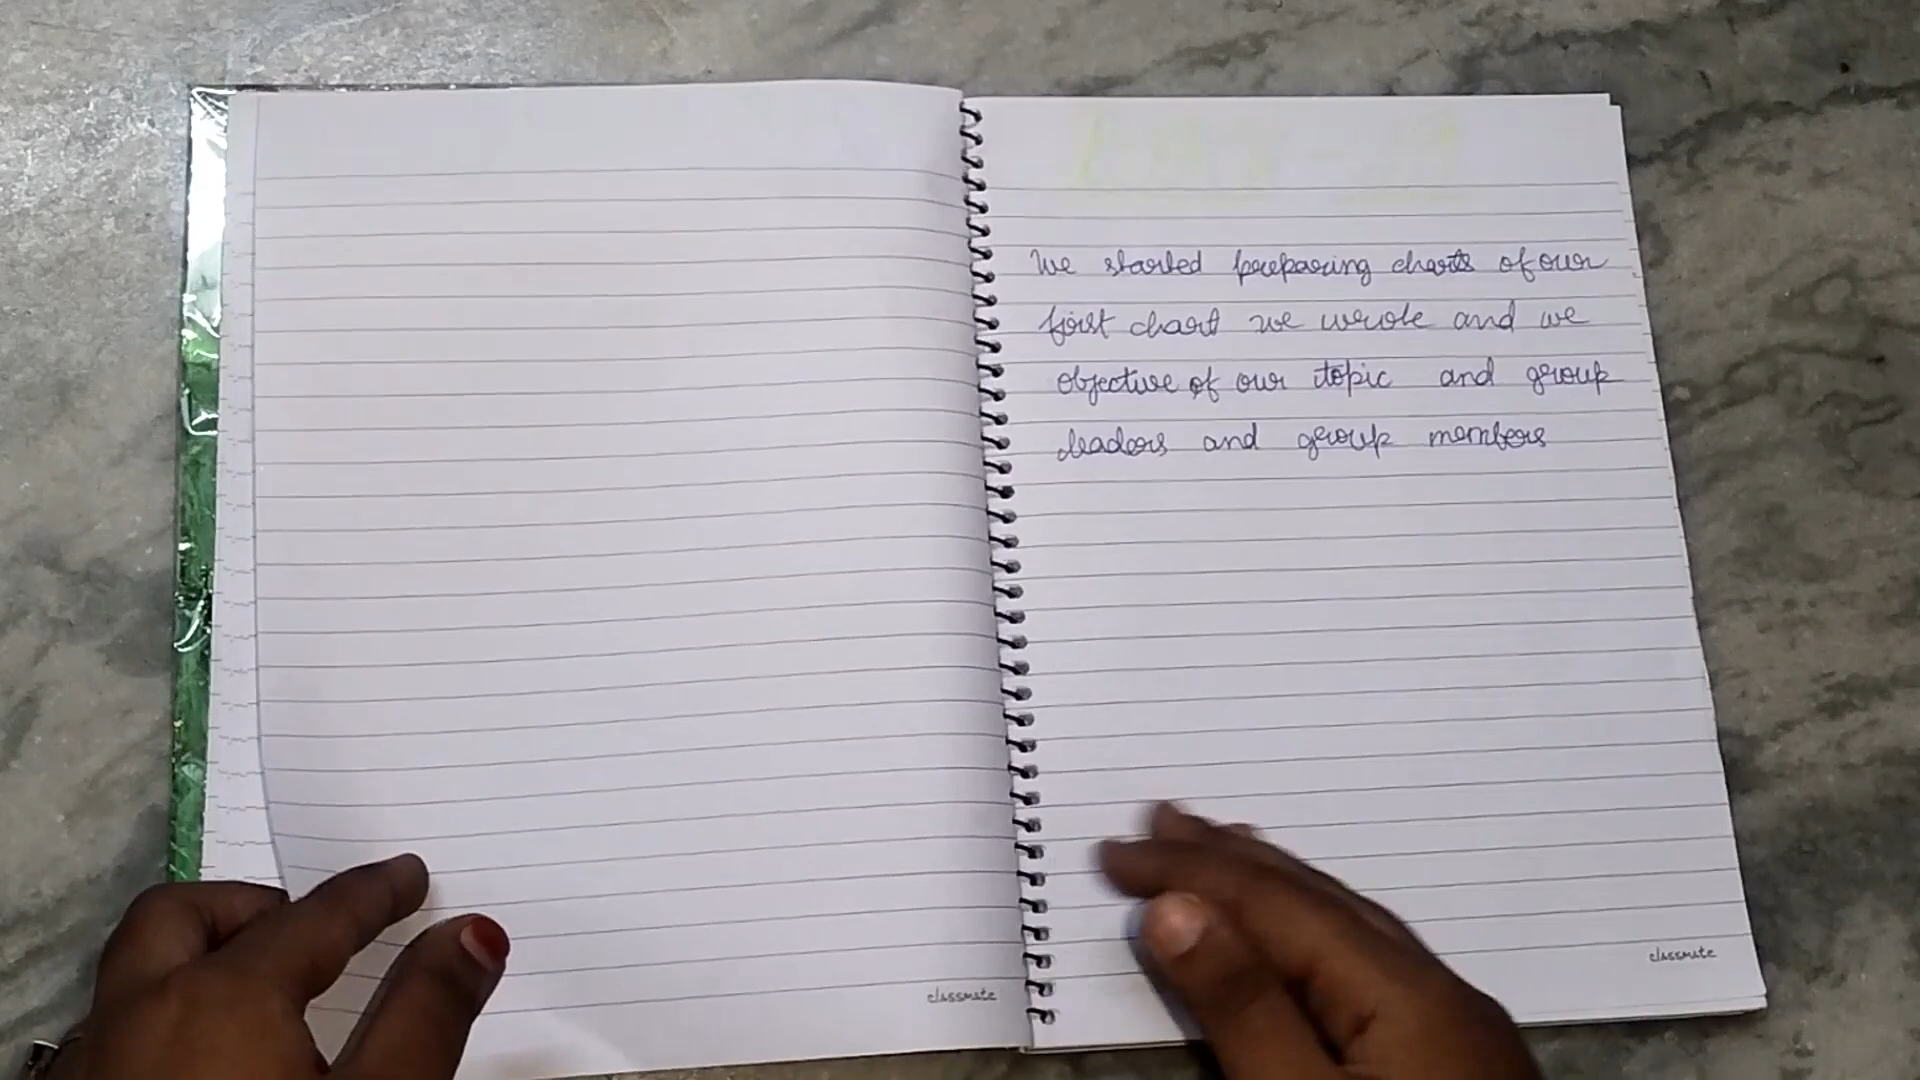 We started preparing charts of our
first chart we wrote and we
objective of our topic and group
leaders and group members
classmate
classmate